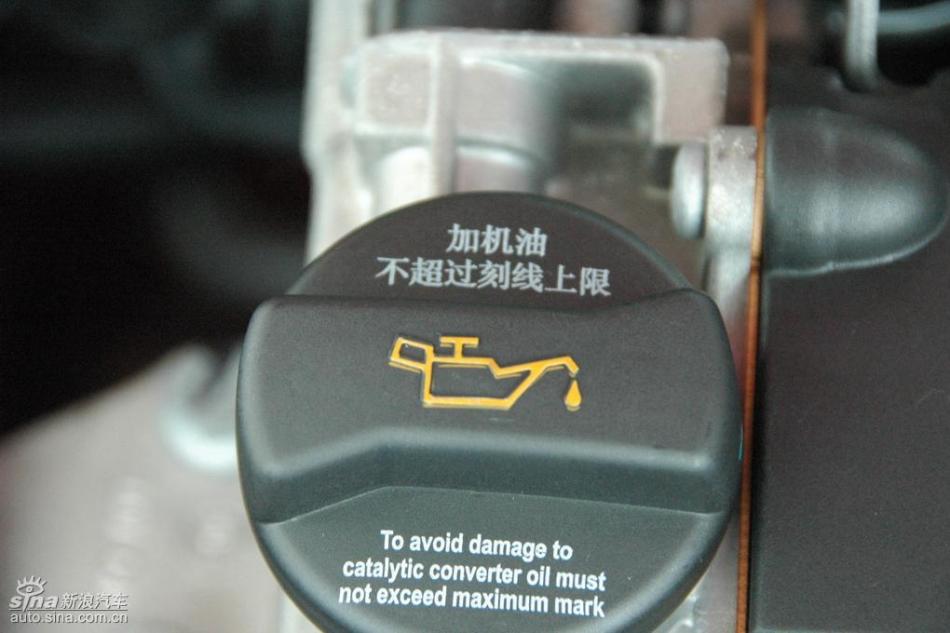 加机油
不超过刻线上限
To avoid damage to
catalytic converter oil must
not exceed maximum mark
sina新浪汽车
auto.sina.com.cn